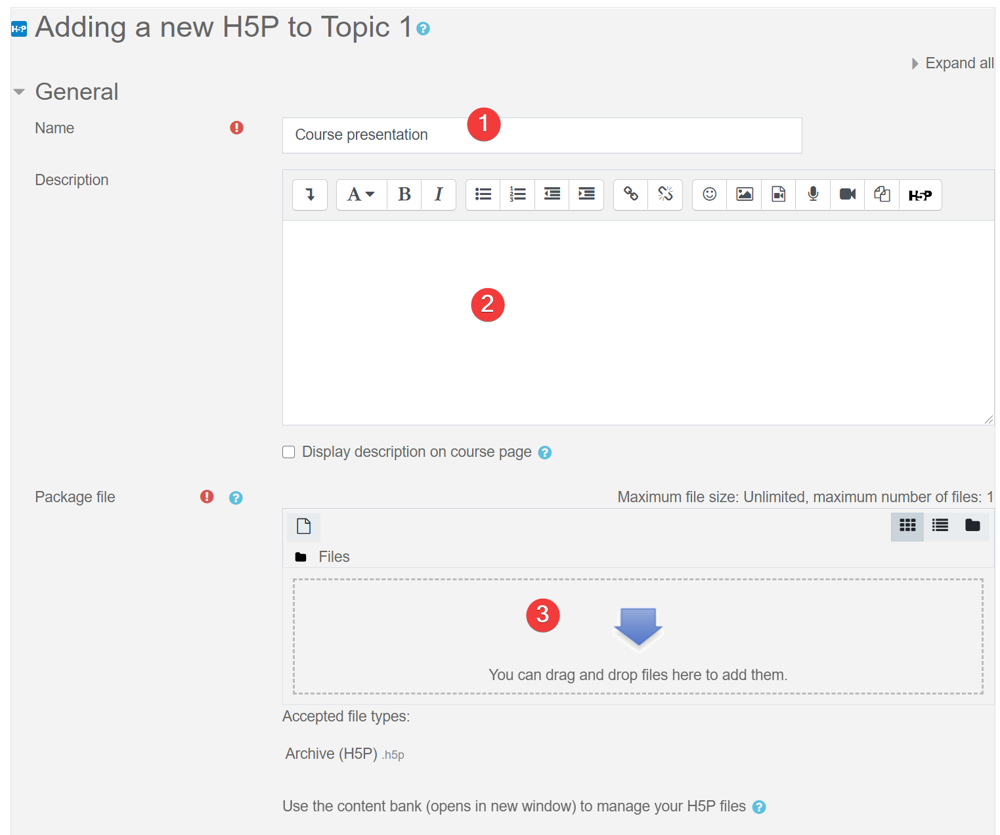 H5P Adding a new H5P to Topic 1 ?
Expand all
General
Name ! Course presentation 1
Description A B I H5P
2
Display description on course page ?
Package file ! ? Maximum file size: Unlimited, maximum number of files: 1
Files
3
You can drag and drop files here to add them.
Accepted file types:
Archive (H5P) .h5p
Use the content bank (opens in new window) to manage your H5P files ?